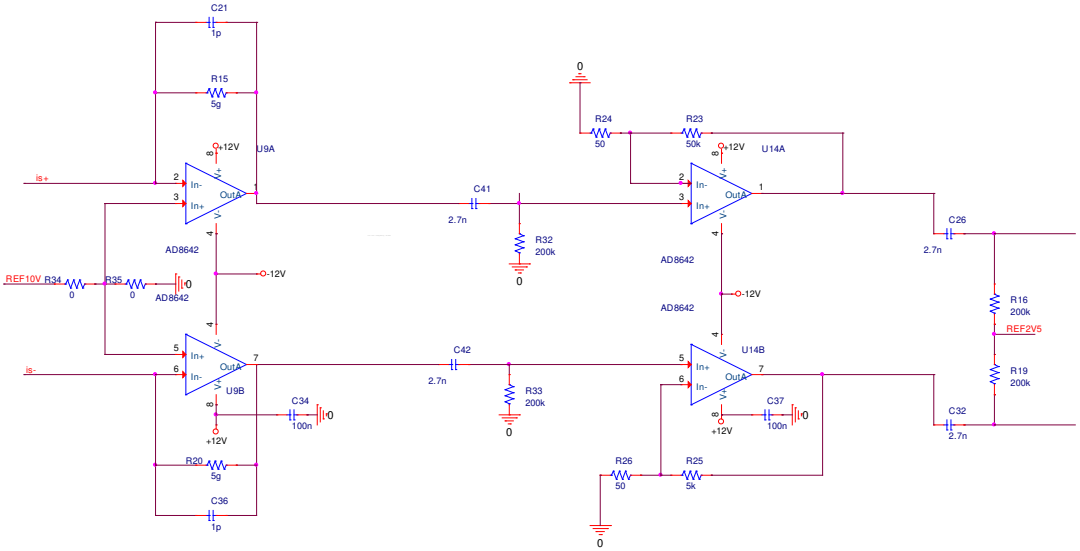 C21
1p
R15
5g
0
R24
50
R23
50k
+12V
8
U9A
V+
is+
2
In-
OutA
1
3
In+
V-
4
AD8642
-12V
C41
2.7n
R32
200k
0
+12V
8
U14A
V+
2
In-
OutA
1
3
In+
V-
4
AD8642
C26
2.7n
REF10V
R34
0
R35
0
0
AD8642
AD8642
-12V
R16
200k
REF2V5
R19
200k
4
V-
5
In+
OutA
7
is-
6
In-
V+
U9B
8
+12V
C34
100n
0
C42
2.7n
R33
200k
0
4
V-
U14B
5
In+
OutA
7
6
In-
V+
8
+12V
C37
100n
0
C32
2.7n
R20
5g
C36
1p
R26
50
R25
5k
0